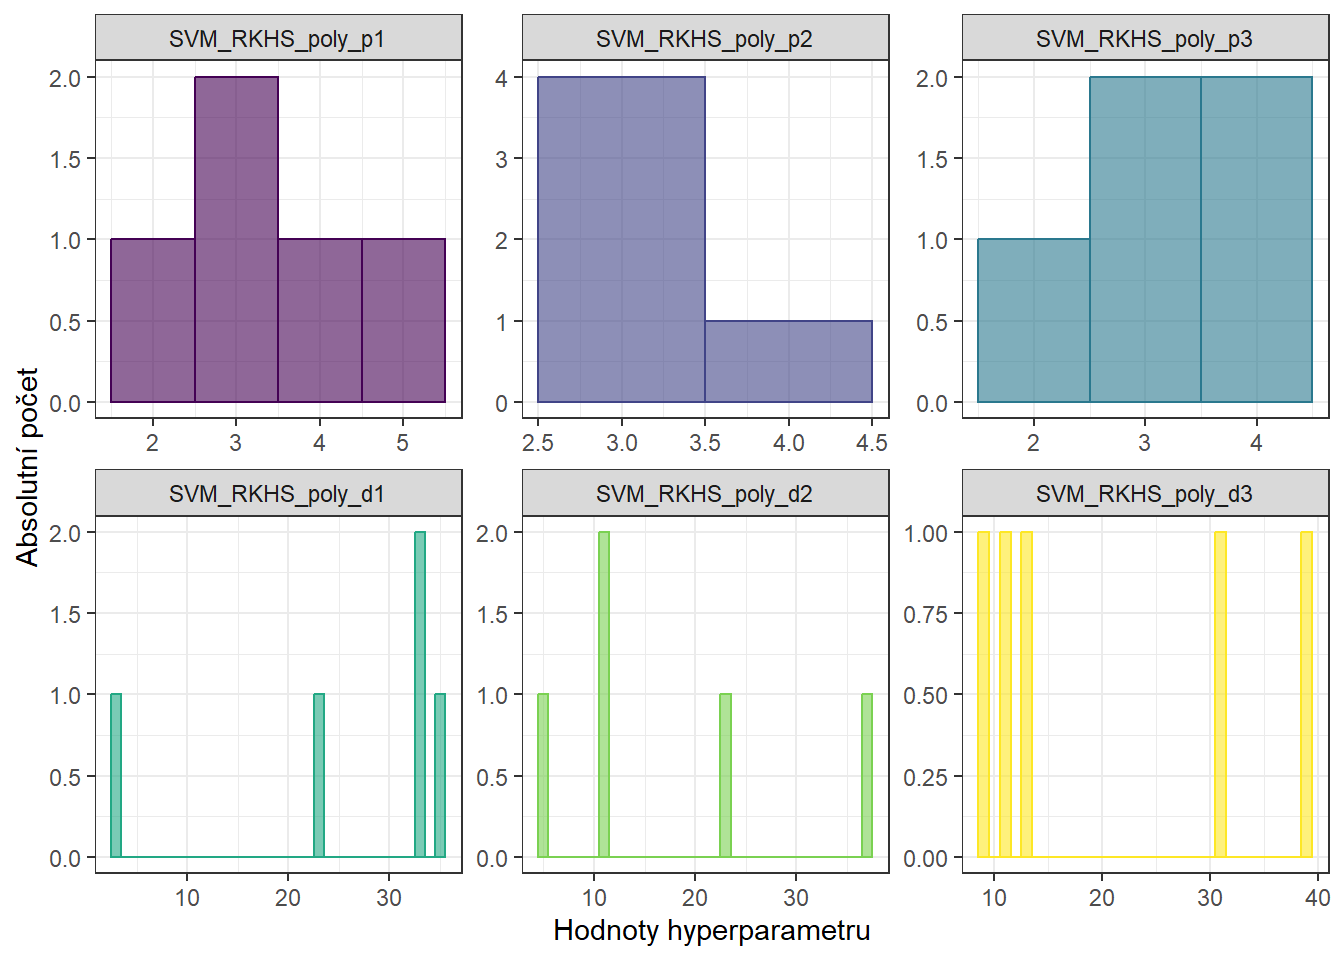 SVM_RKHS_poly_p1 SVM_RKHS_poly_p2 SVM_RKHS_poly_p3
2.0 4 2.0
1.5 3 1.5
1.0 2 1.0
0.5 1 0.5
0.0 0 0.0
2 3 4 5 2.5 3.0 3.5 4.0 4.5 2 3 4
Absolutní počet
SVM_RKHS_poly_d1 SVM_RKHS_poly_d2 SVM_RKHS_poly_d3
2.0 2.0 1.00
1.5 1.5 0.75
1.0 1.0 0.50
0.5 0.5 0.25
0.0 0.0 0.00
10 20 30 10 20 30 10 20 30 40
Hodnoty hyperparametru